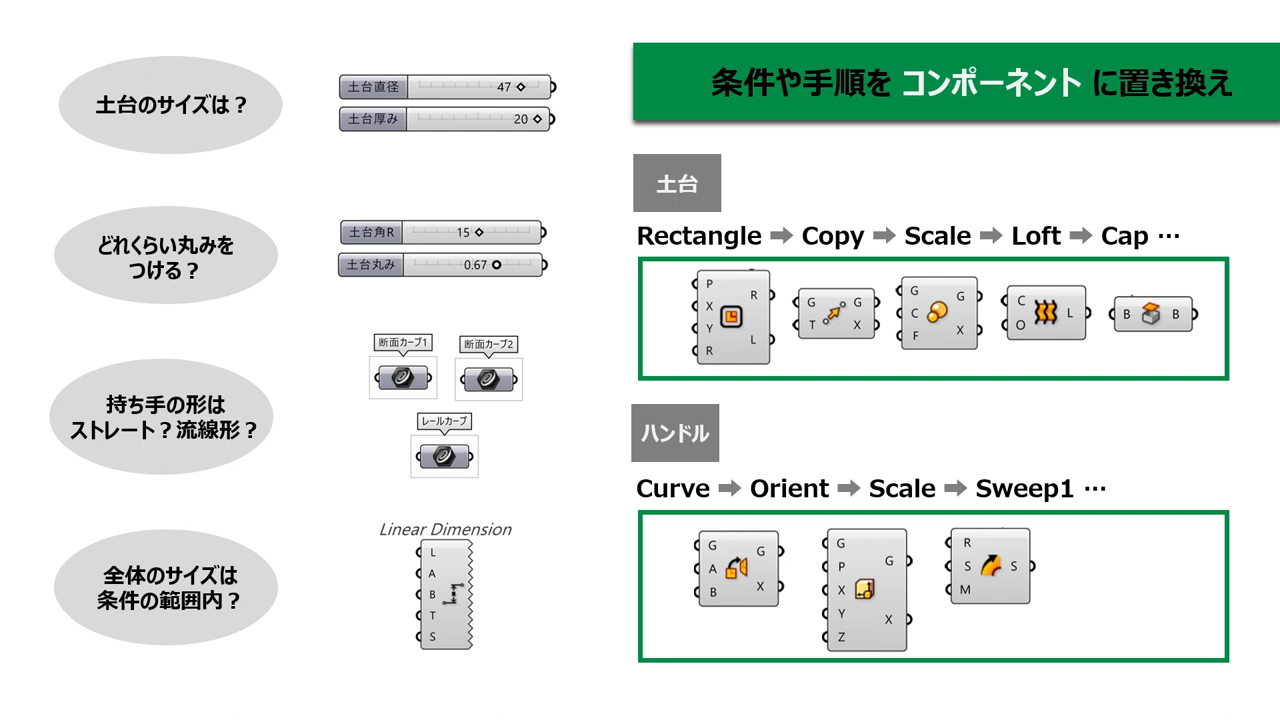 条件や手順を コンポーネント に置き換え
土台のサイズは？
土台直径 47
土台厚み 20
どれくらい丸みを
つける？
土台角R 15
土台丸み 0.67
持ち手の形は
ストレート？流線形？
断面カーブ1
断面カーブ2
レールカーブ
全体のサイズは
条件の範囲内？
Linear Dimension
L
A
B
T
S
土台
Rectangle ➡ Copy ➡ Scale ➡ Loft ➡ Cap …
P
X
Y
R
R
L
G
T
G
X
G
C
F
G
X
C
O
L
B
B
ハンドル
Curve ➡ Orient ➡ Scale ➡ Sweep1 …
G
A
B
G
X
G
P
X
Y
Z
G
X
R
S
M
S